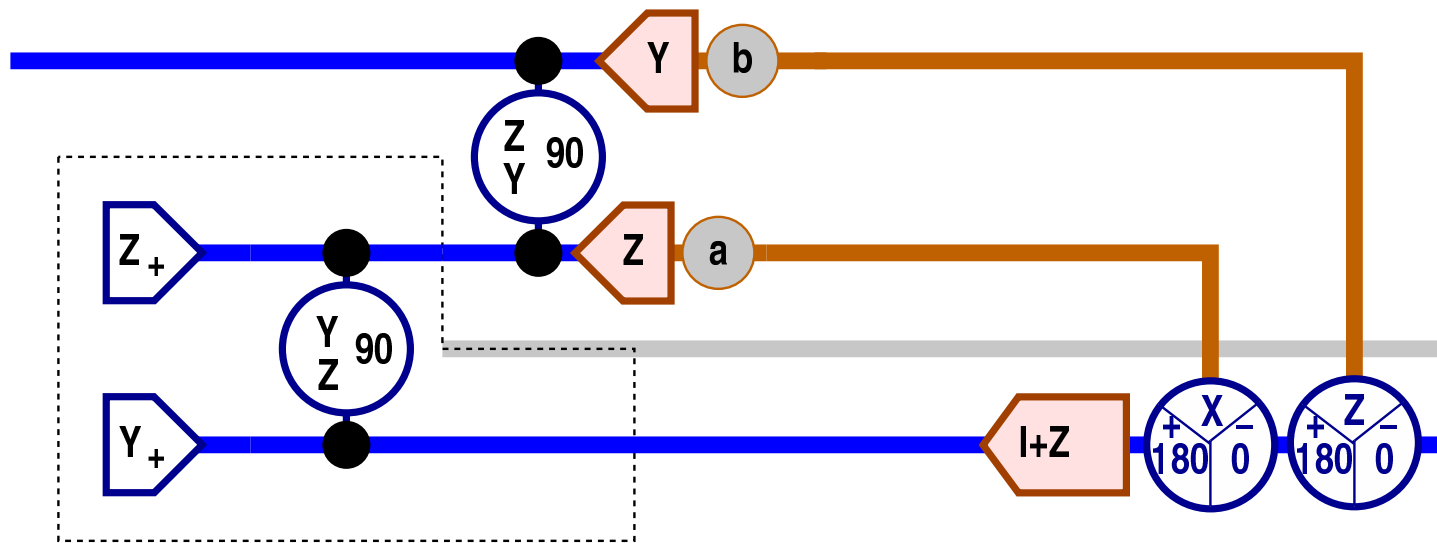 Y b
Z 90
Y
Z + Z a
Y 90
Z
Y + I+Z
X + − 180 0
Z + − 180 0